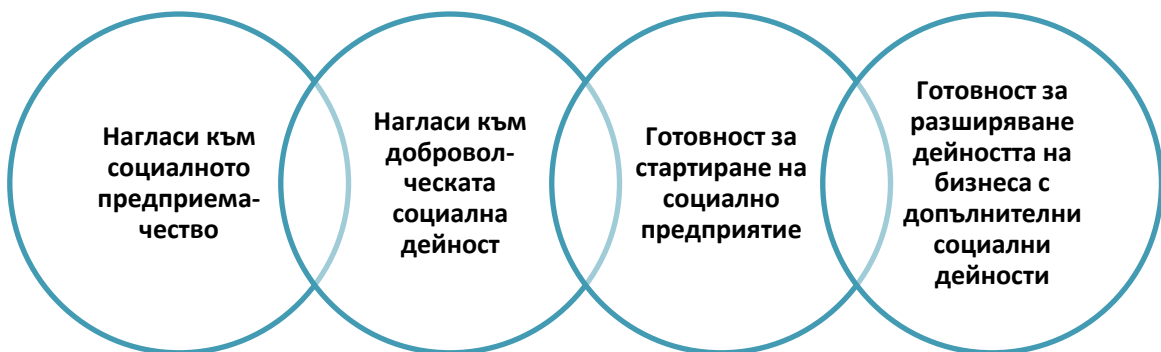 Нагласи към
социалното
предприема-
чество
Нагласи към
доброволч-
ческата
социална
дейност
Готовност за
стартиране на
социално
предприятие
Готовност за
разширяване
дейността на
бизнеса с
допълнителни
социални
дейности